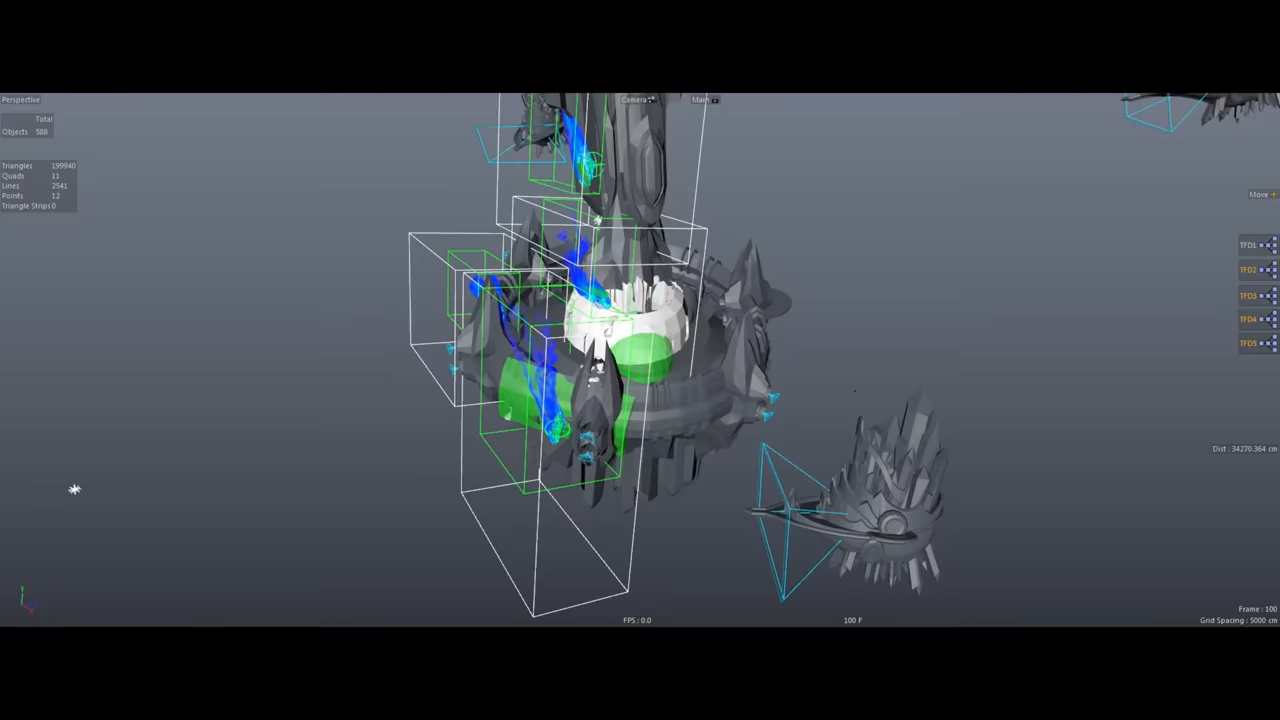 Perspective
Camera
Main
Total
Objects 588
Triangles 199940
Quads 11
Lines 2541
Points 12
Triangle Strips 0
Move
TFD1
TFD2
TFD3
TFD4
TFD5
Dist : 34270.364 cm
Y
Frame : 100
FPS : 0.0
100 F
Grid Spacing : 5000 cm